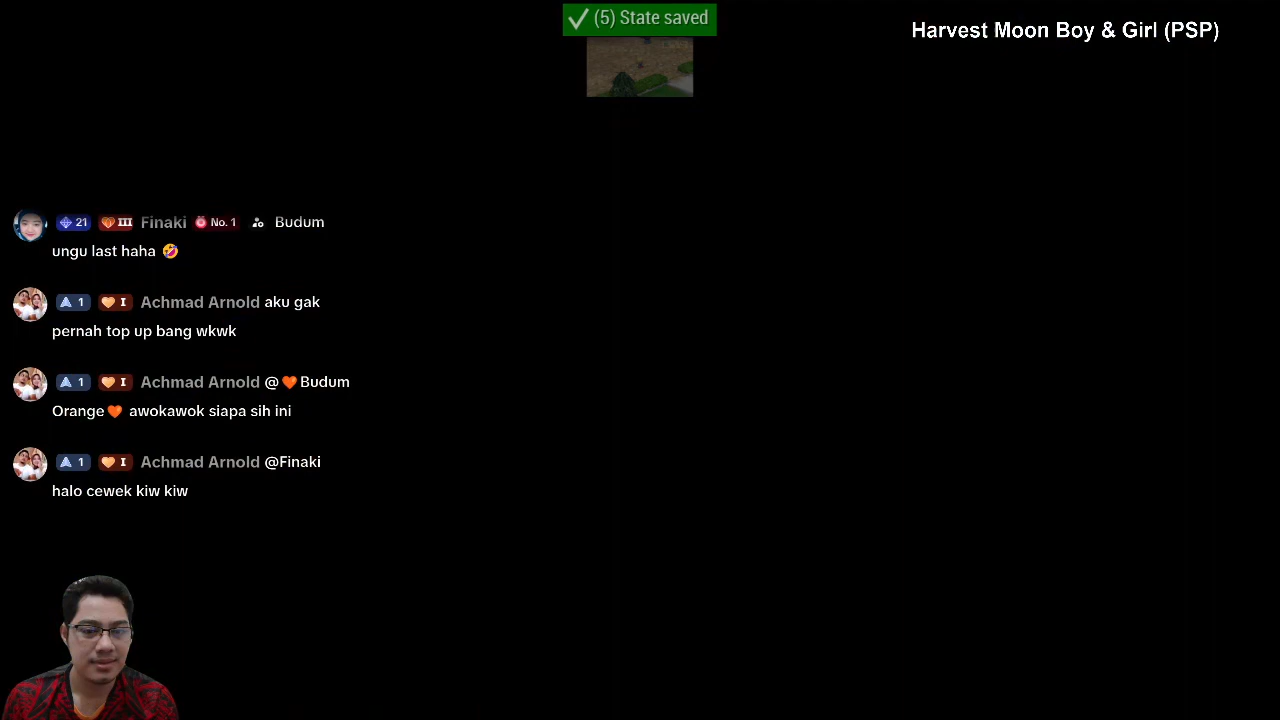 (5) State saved
Harvest Moon Boy & Girl (PSP)
21 III Finaki No. 1 Budum
ungu last haha 🤣
1 I Achmad Arnold aku gak
pernah top up bang wkwk
1 I Achmad Arnold @🧡Budum
Orange🧡 awokawok siapa sih ini
1 I Achmad Arnold @Finaki
halo cewek kiw kiw